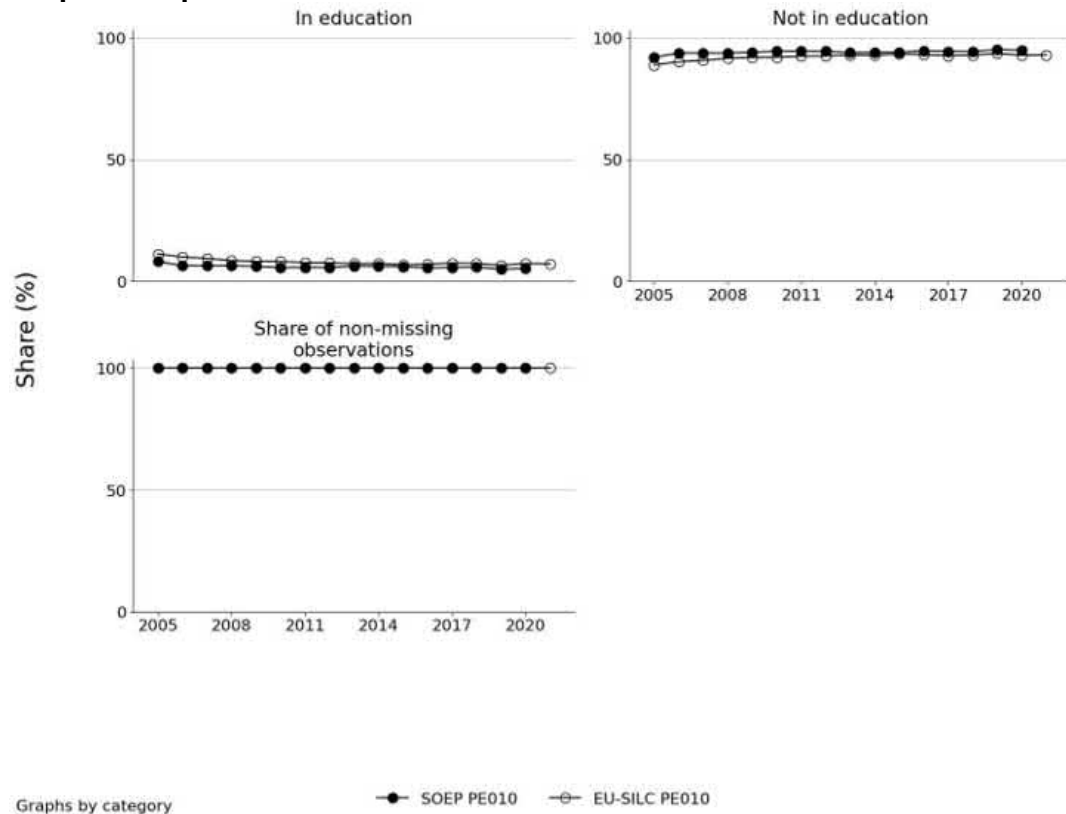 In education
100
50
0
Not in education
100
50
0
2005 2008 2011 2014 2017 2020
Share of non-missing
observations
100
50
0
2005 2008 2011 2014 2017 2020
Share (%)
SOEP PE010 EU-SILC PE010
Graphs by category